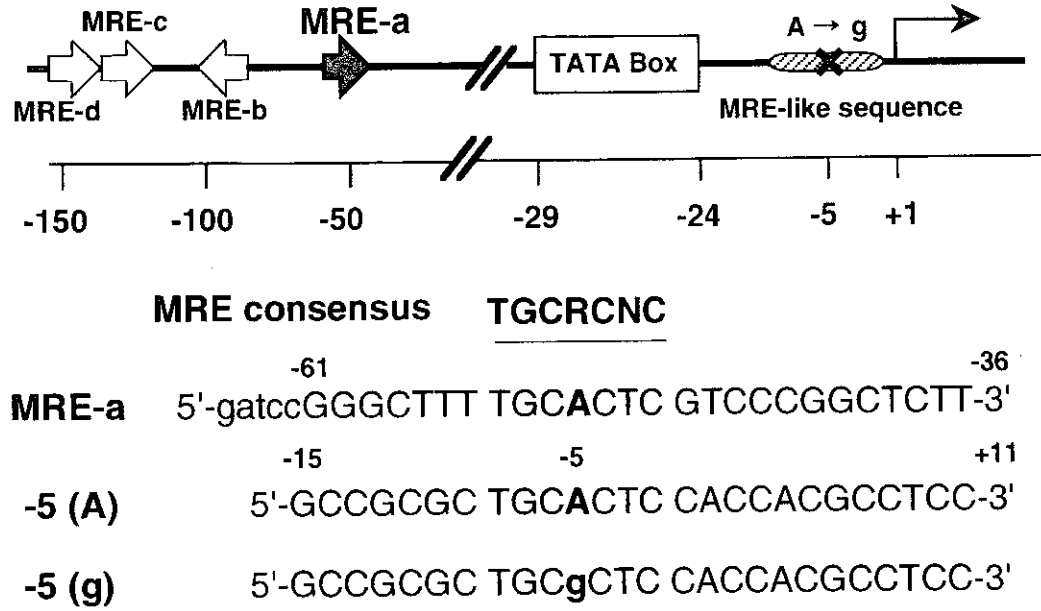 MRE-c
MRE-a
A → g
TATA Box
MRE-d
MRE-b
MRE-like sequence
-150 -100 -50 -29 -24 -5 +1
MRE consensus TGCRCNC
-61 -36
MRE-a 5'-gatccGGGCTTT TGCACTC GTCCCGGCTCTT-3'
-15 -5 +11
-5 (A) 5'-GCCGCGC TGCACTC CACCACGCCTCC-3'
-5 (g) 5'-GCCGCGC TGCgCTC CACCACGCCTCC-3'